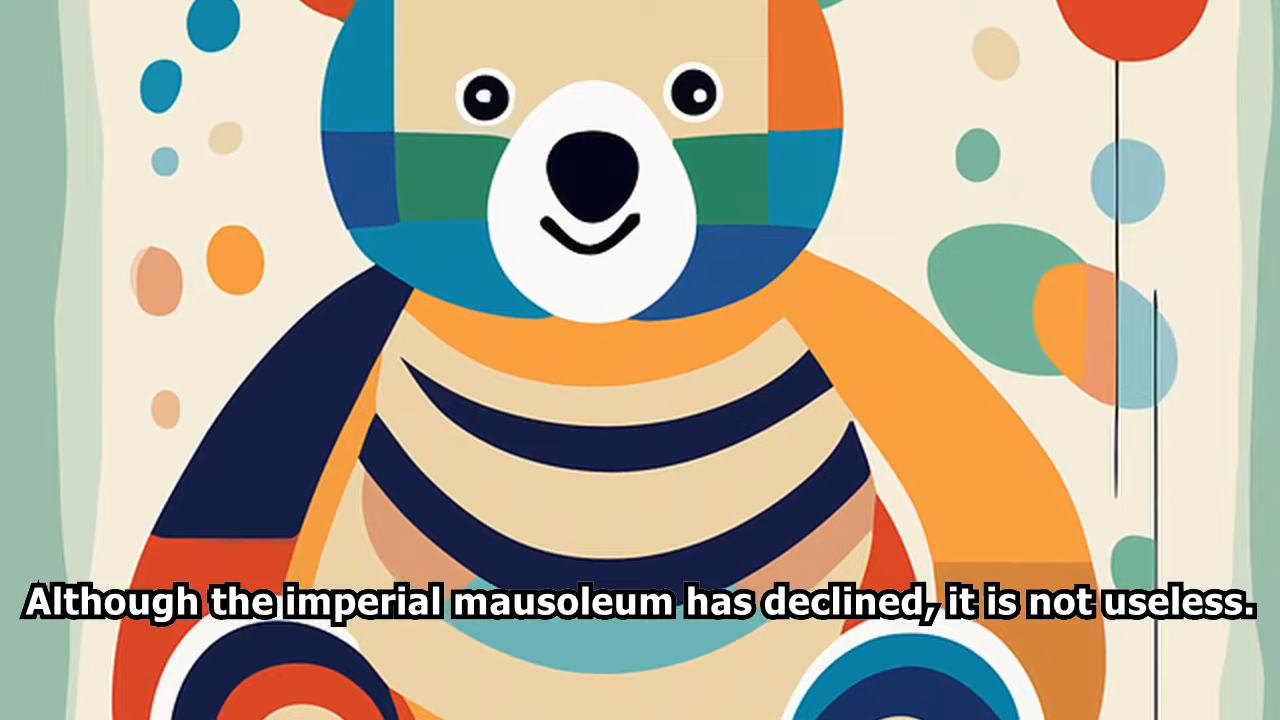 Although the imperial mausoleum has declined, it is not useless.